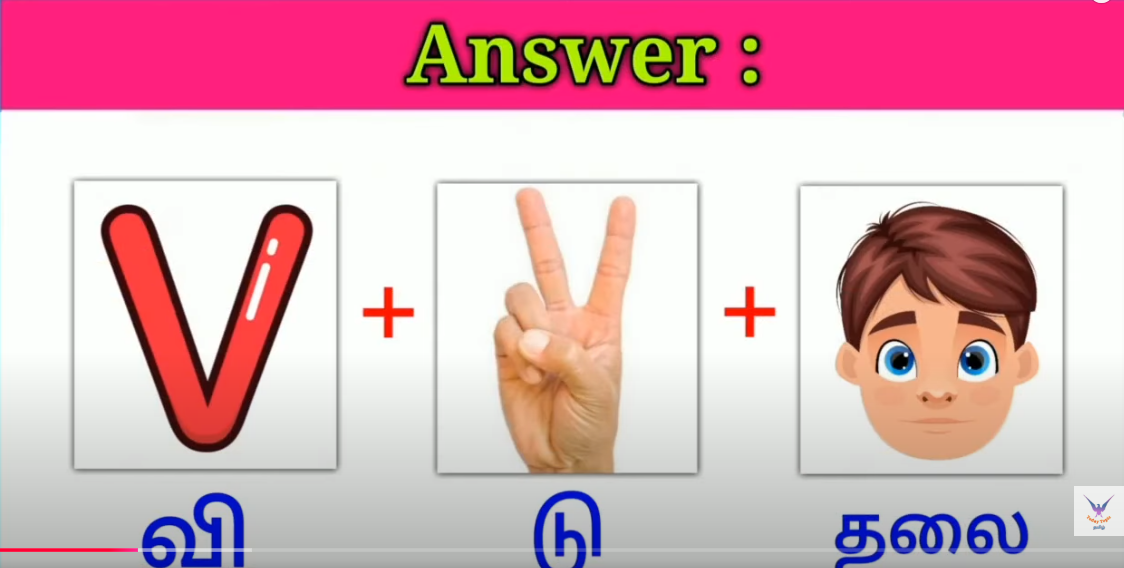 Answer :
V + +
வி டு தலை